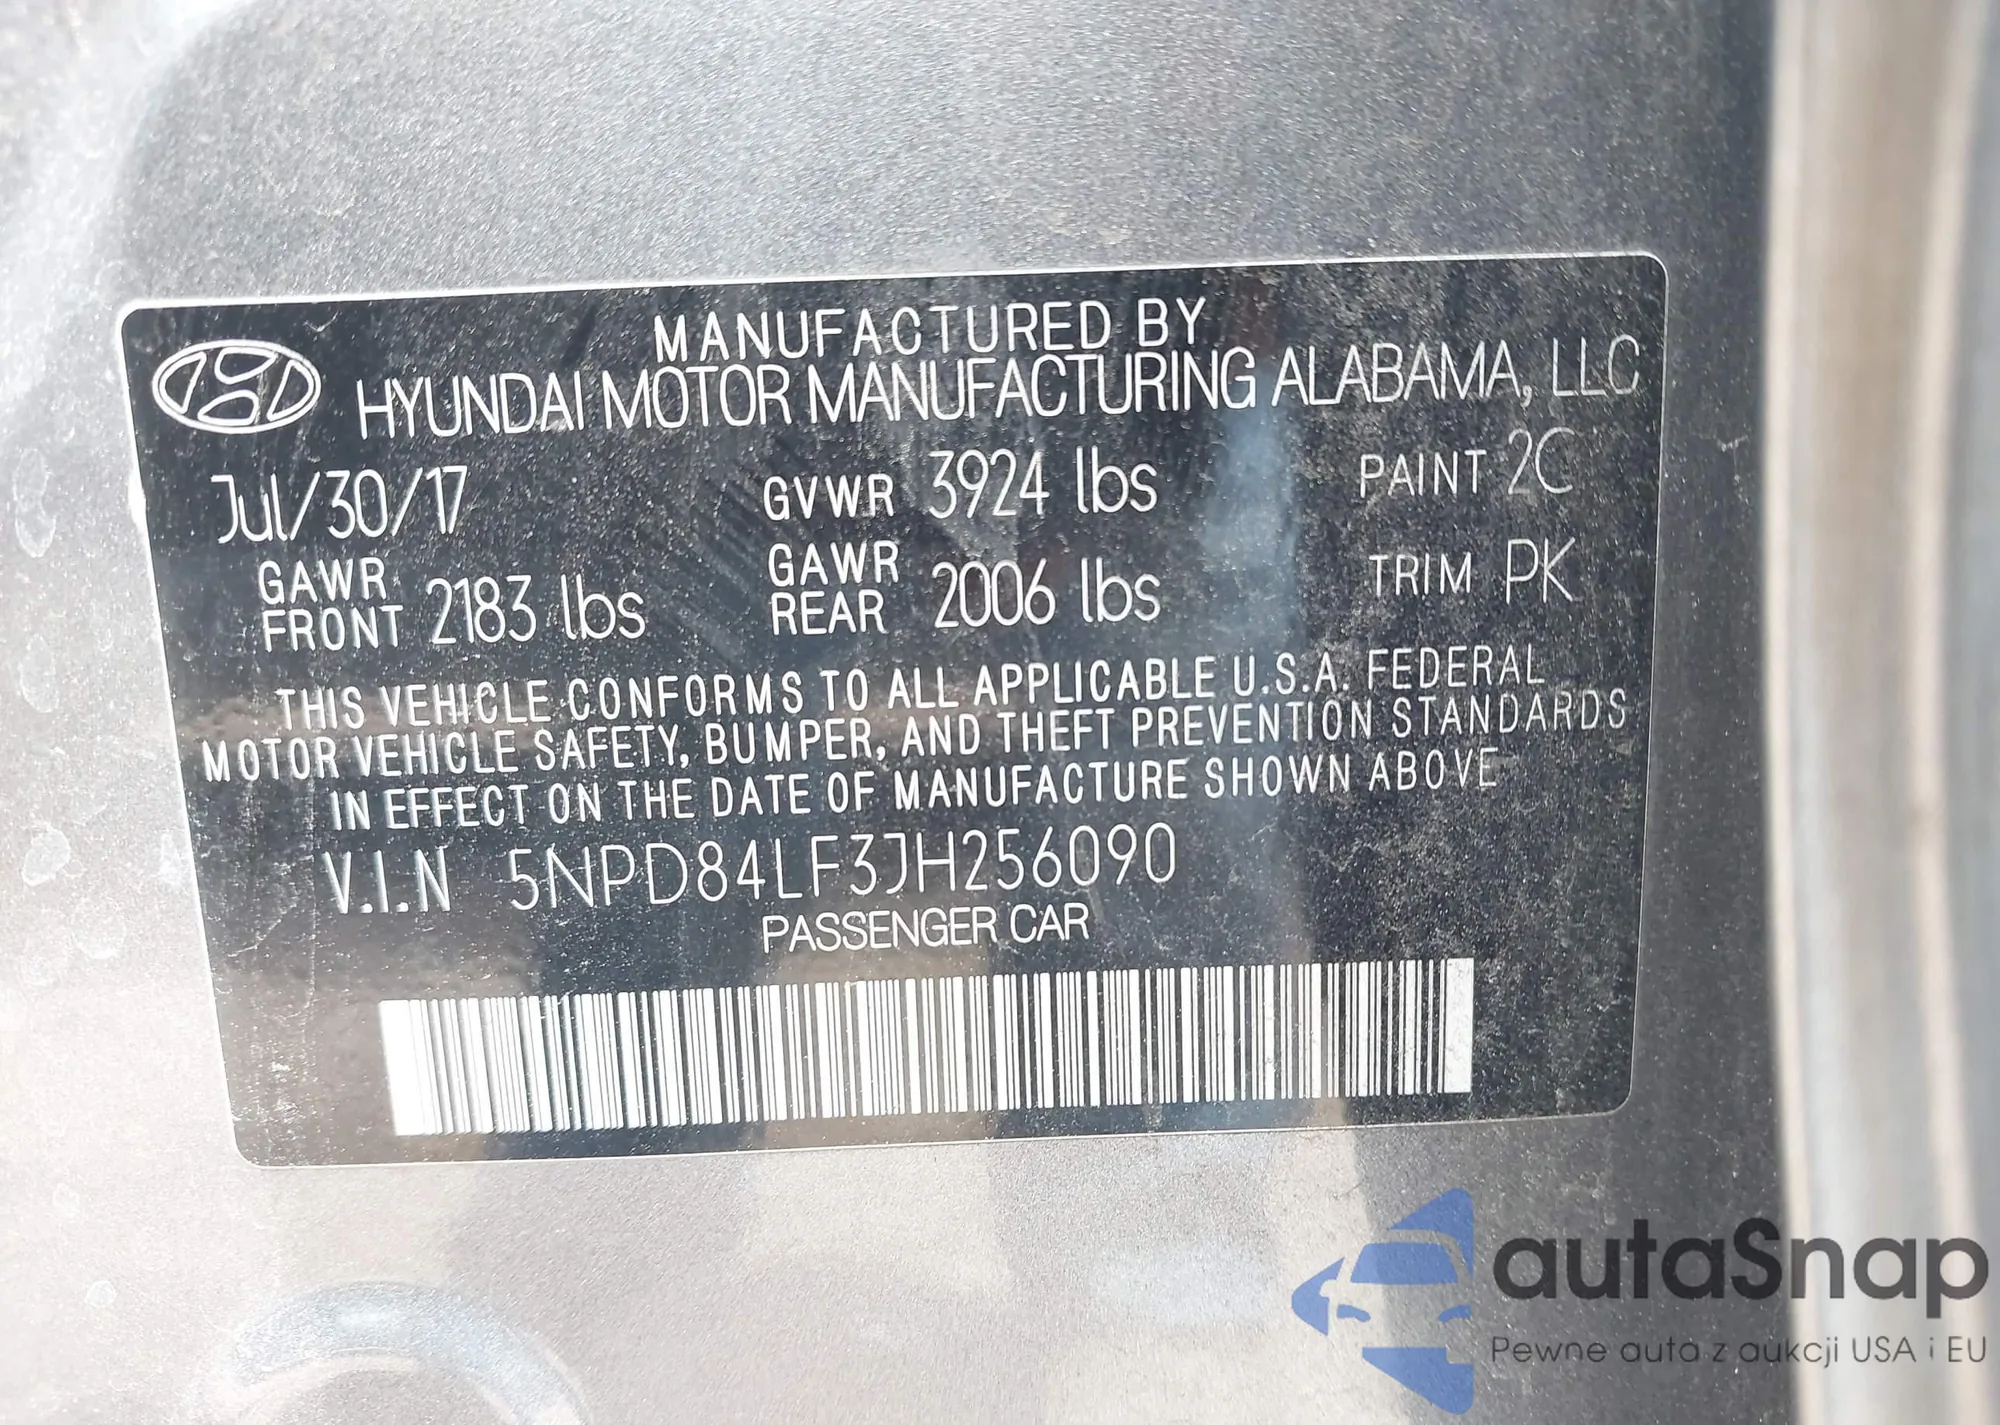 MANUFACTURED BY
HYUNDAI MOTOR MANUFACTURING ALABAMA, LLC
Jul/30/17 GVWR 3924 lbs PAINT 2C
GAWR FRONT 2183 lbs GAWR REAR 2006 lbs TRIM PK
THIS VEHICLE CONFORMS TO ALL APPLICABLE U.S.A. FEDERAL
MOTOR VEHICLE SAFETY, BUMPER, AND THEFT PREVENTION STANDARDS
IN EFFECT ON THE DATE OF MANUFACTURE SHOWN ABOVE
V.I.N 5NPD84LF3JH256090
PASSENGER CAR
autaSnap
Pewne auta z aukcji USA i EU